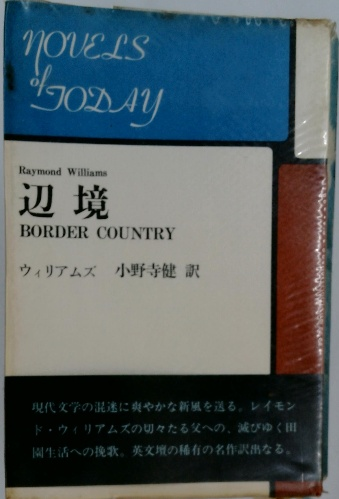 NOVELS
of
TODAY
Raymond Williams
辺境
BORDER COUNTRY
ウィリアムズ 小野寺健 訳
現代文学の混迷に爽やかな新風を送る。レイモン
ド・ウィリアムズの切々たる父への、滅びゆく田
園生活への挽歌。英文壇の稀有の名作訳出なる。